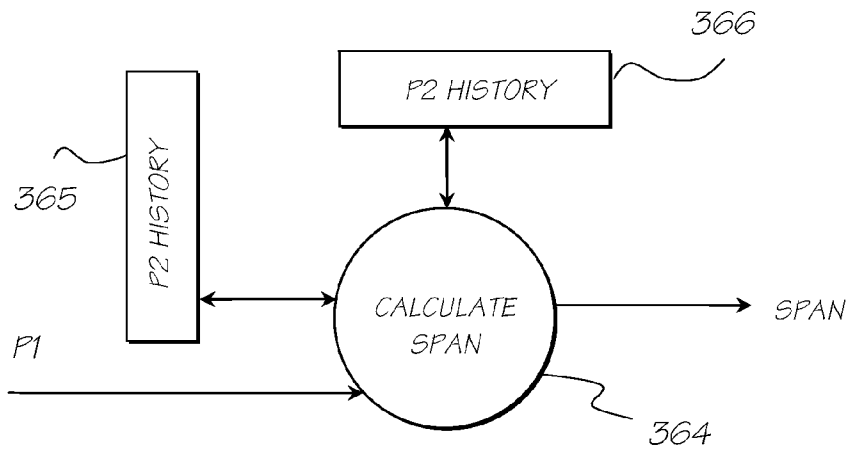 366
P2 HISTORY
P2 HISTORY
365
CALCULATE
SPAN
SPAN
P1
364